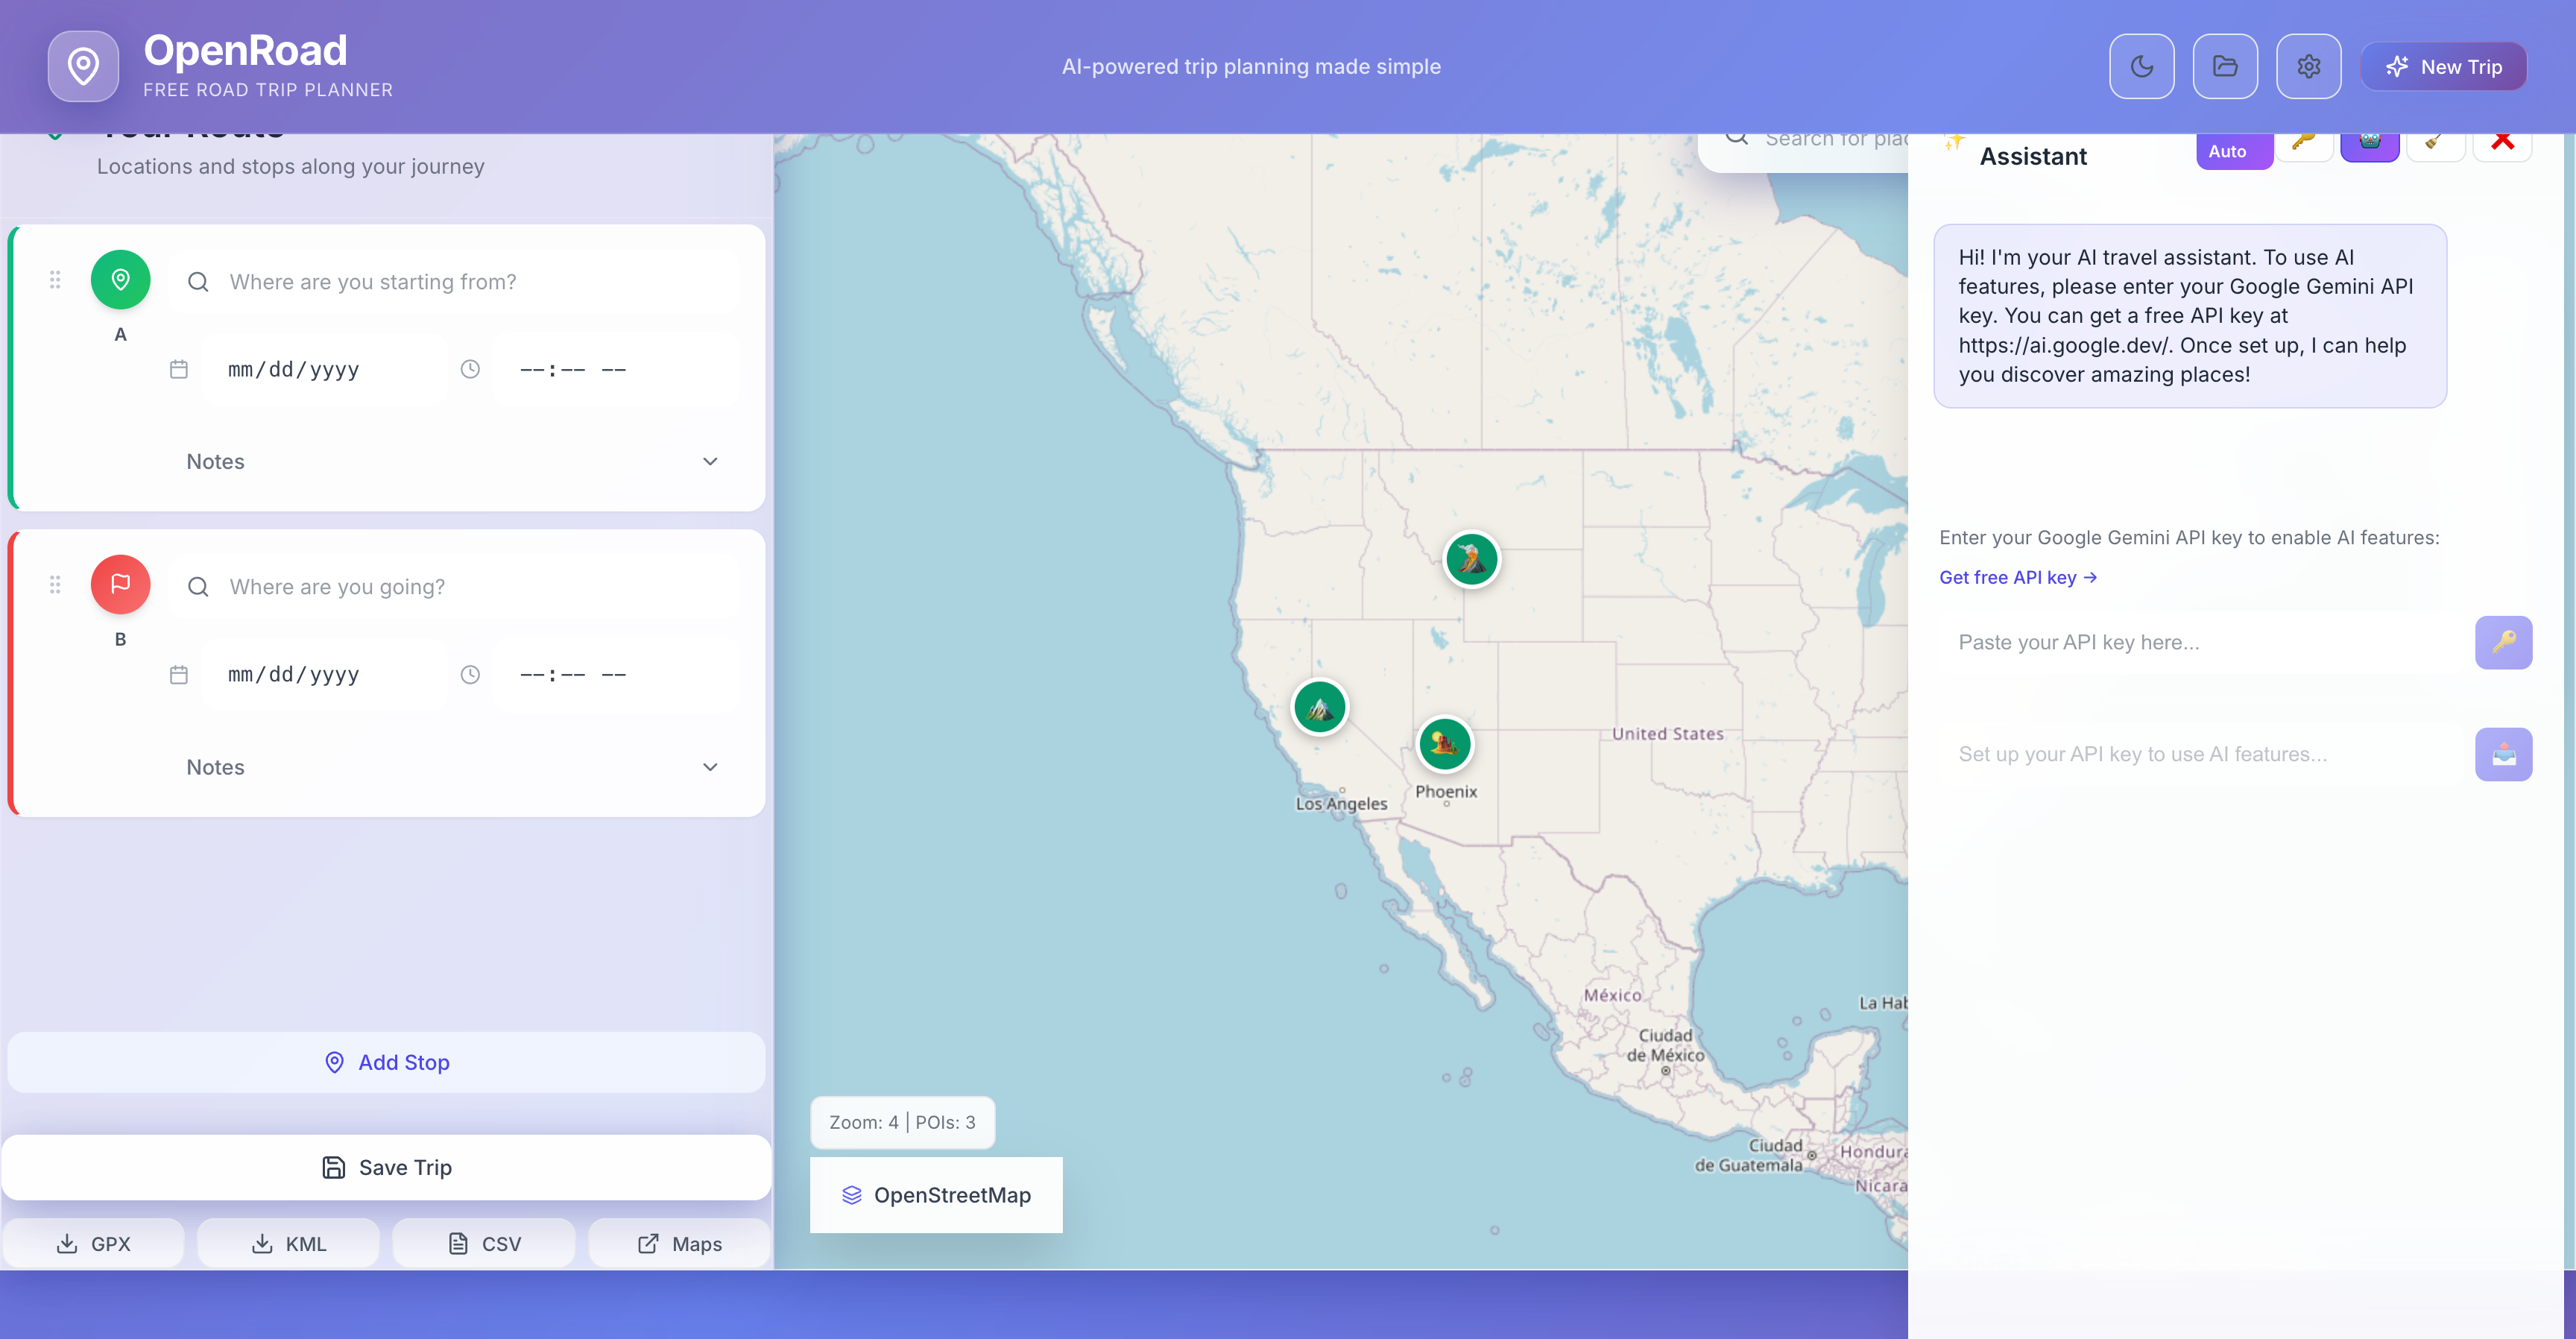 OpenRoad
FREE ROAD TRIP PLANNER
AI-powered trip planning made simple
New Trip
Your Route
Locations and stops along your journey
Where are you starting from?
A
mm/dd/yyyy
--:-- --
Notes
Where are you going?
B
mm/dd/yyyy
--:-- --
Notes
Add Stop
Save Trip
GPX
KML
CSV
Maps
Search for plac
United States
Los Angeles
Phoenix
México
La Hab
Ciudad
de México
Ciudad
de Guatemala
Hondura
Nicara
Zoom: 4 | POIs: 3
OpenStreetMap
Assistant
Auto
Hi! I'm your AI travel assistant. To use AI
features, please enter your Google Gemini API
key. You can get a free API key at
https://ai.google.dev/. Once set up, I can help
you discover amazing places!
Enter your Google Gemini API key to enable AI features:
Get free API key →
Paste your API key here...
Set up your API key to use AI features...